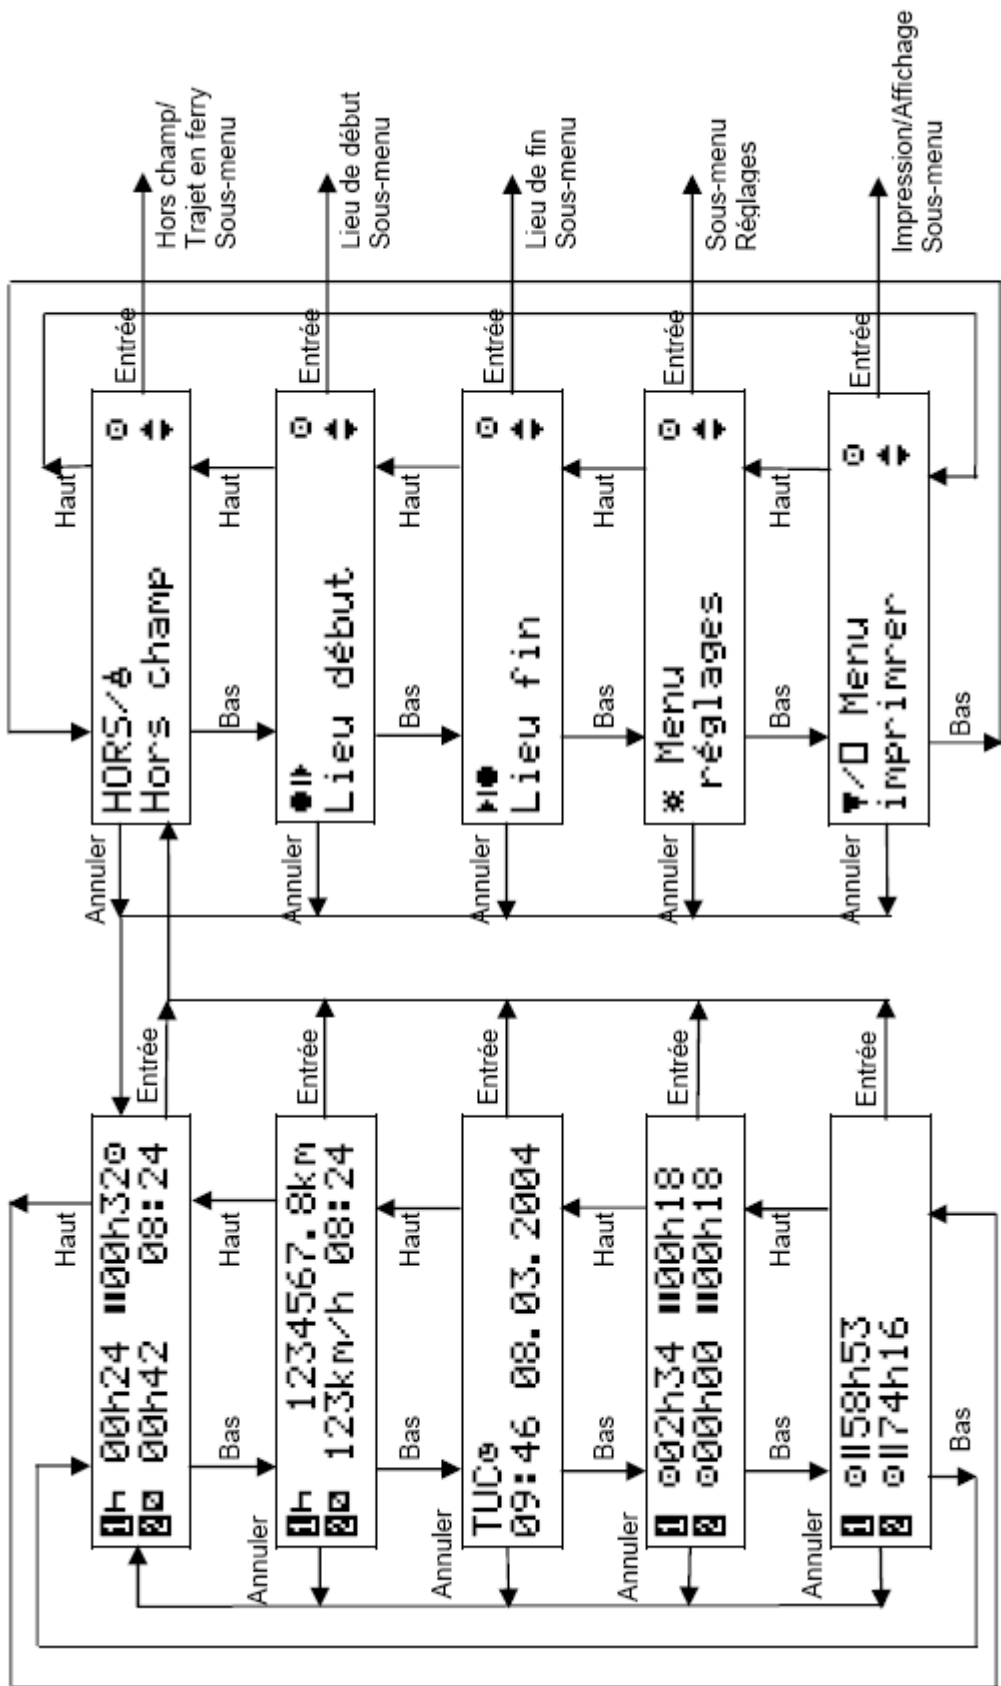 Haut
Annuler
Haut
1h 00h24 ▮▮00h32⊙
2⌧ 00h42 08:24
Entrée
HORS/
Hors champ
Entrée
Hors champ/
Trajet en ferry
Sous-menu
Bas
Haut
Bas
Haut
Annuler
Annuler
1h 1234567.8km
2⌧ 123km/h 08:24
Entrée
Lieu début
Entrée
Lieu de début
Sous-menu
Bas
Haut
Bas
Haut
Annuler
Annuler
TUC
09:46 08.03.2004
Entrée
Lieu fin
Entrée
Lieu de fin
Sous-menu
Bas
Haut
Bas
Haut
Annuler
Annuler
1 ⊙02h34 ▮▮00h18
2 ⊙00h00 ▮▮00h18
Entrée
Menu
réglages
Entrée
Sous-menu
Réglages
Bas
Haut
Bas
Haut
Annuler
Annuler
1 ⊙||58h53
2 ⊙||74h16
Entrée
▼/□ Menu
imprimrer
Entrée
Impression/Affichage
Sous-menu
Bas
Bas